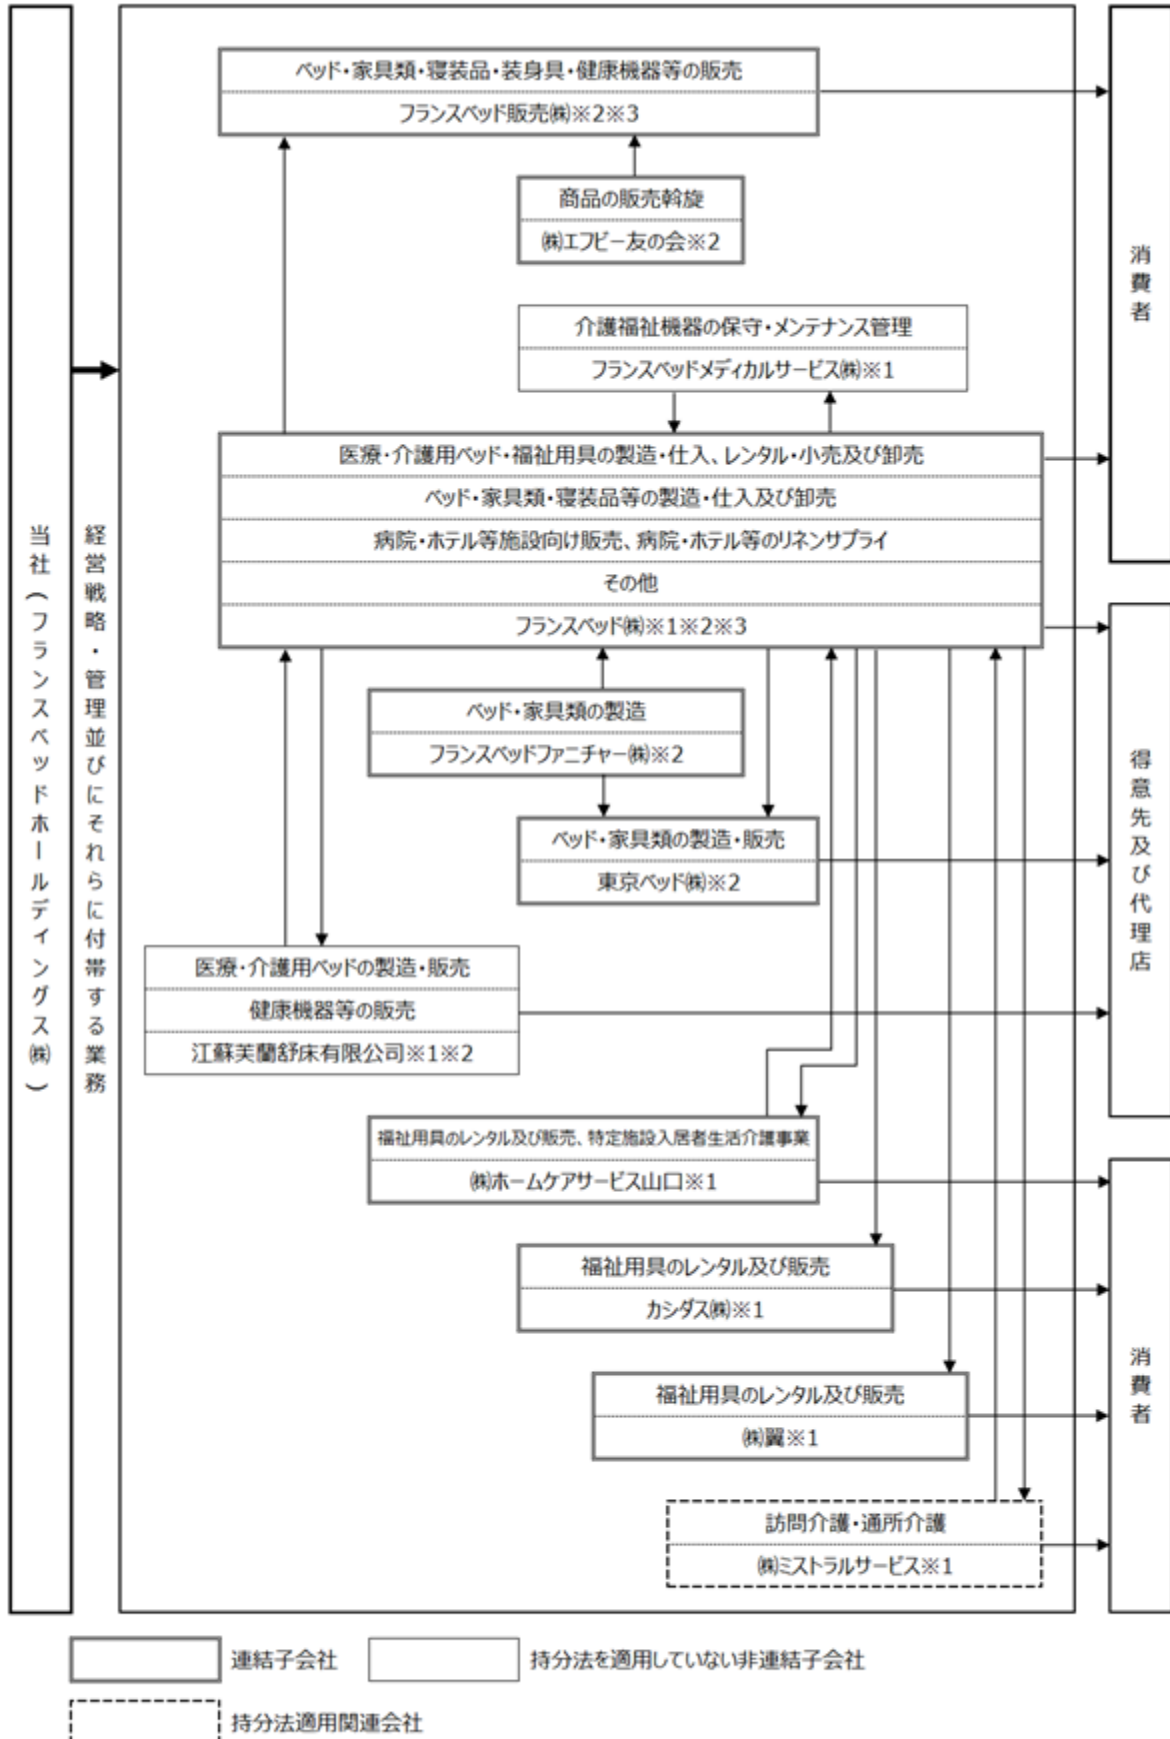 当社(フランスベッドホールディングス㈱)
経営戦略・管理並びにそれらに付帯する業務
ベッド・家具類・寝装品・装身具・健康機器等の販売
フランスベッド販売㈱※2※3
商品の販売斡旋
㈱エフビー友の会※2
介護福祉機器の保守・メンテナンス管理
フランスベッドメディカルサービス㈱※1
医療・介護用ベッド・福祉用具の製造・仕入、レンタル・小売及び卸売
ベッド・家具類・寝装品等の製造・仕入及び卸売
病院・ホテル等施設向け販売、病院・ホテル等のリネンサプライ
その他
フランスベッド㈱※1※2※3
ベッド・家具類の製造
フランスベッドファニチャー㈱※2
ベッド・家具類の製造・販売
東京ベッド㈱※2
医療・介護用ベッドの製造・販売
健康機器等の販売
江蘇芙蘭舒床有限公司※1※2
福祉用具のレンタル及び販売、特定施設入居者生活介護事業
㈱ホームケアサービス山口※1
福祉用具のレンタル及び販売
カシダス㈱※1
福祉用具のレンタル及び販売
㈱翼※1
訪問介護・通所介護
㈱ミストラルサービス※1
消費者
得意先及び代理店
消費者
連結子会社
持分法を適用していない非連結子会社
持分法適用関連会社